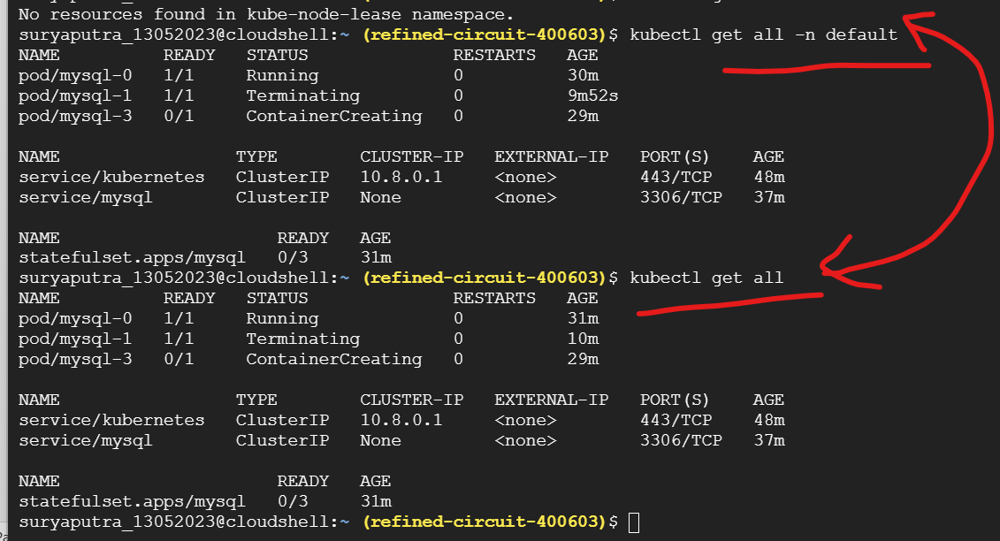 No resources found in kube-node-lease namespace.
suryaputra_13052023@cloudshell:~ (refined-circuit-400603)$ kubectl get all -n default
NAME READY STATUS RESTARTS AGE
pod/mysql-0 1/1 Running 0 30m
pod/mysql-1 1/1 Terminating 0 9m52s
pod/mysql-3 0/1 ContainerCreating 0 29m
NAME TYPE CLUSTER-IP EXTERNAL-IP PORT(S) AGE
service/kubernetes ClusterIP 10.8.0.1 <none> 443/TCP 48m
service/mysql ClusterIP None <none> 3306/TCP 37m
NAME READY AGE
statefulset.apps/mysql 0/3 31m
suryaputra_13052023@cloudshell:~ (refined-circuit-400603)$ kubectl get all
NAME READY STATUS RESTARTS AGE
pod/mysql-0 1/1 Running 0 31m
pod/mysql-1 1/1 Terminating 0 10m
pod/mysql-3 0/1 ContainerCreating 0 29m
NAME TYPE CLUSTER-IP EXTERNAL-IP PORT(S) AGE
service/kubernetes ClusterIP 10.8.0.1 <none> 443/TCP 48m
service/mysql ClusterIP None <none> 3306/TCP 37m
NAME READY AGE
statefulset.apps/mysql 0/3 31m
suryaputra_13052023@cloudshell:~ (refined-circuit-400603)$